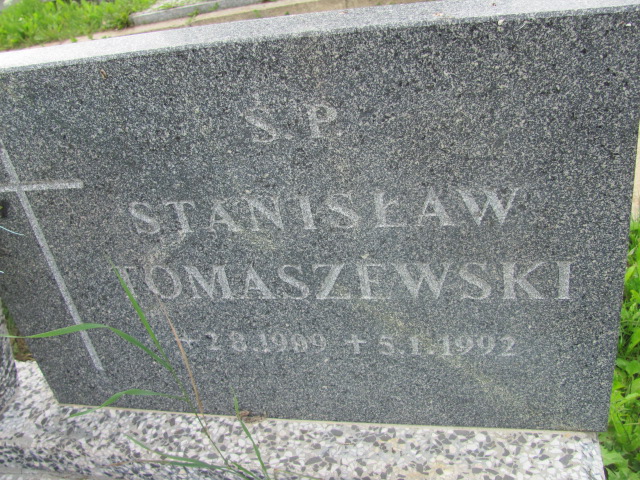 Ś.P.
STANISŁAW
TOMASZEWSKI
* 2.8.1909 + 5.1.1992